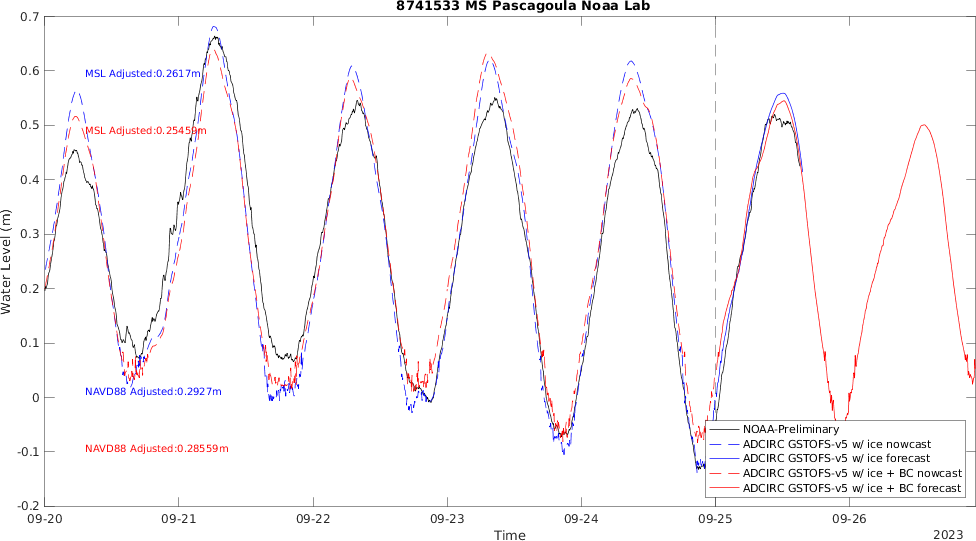 8741533 MS Pascagoula Noaa Lab
0.7
0.6
0.5
0.4
0.3
0.2
0.1
0
-0.1
-0.2
Water Level (m)
MSL Adjusted:0.2617m
MSL Adjusted:0.25459m
NAVD88 Adjusted:0.2927m
NAVD88 Adjusted:0.28559m
NOAA-Preliminary
ADCIRC GSTOFS-v5 w/ ice nowcast
ADCIRC GSTOFS-v5 w/ ice forecast
ADCIRC GSTOFS-v5 w/ ice + BC nowcast
ADCIRC GSTOFS-v5 w/ ice + BC forecast
09-20 09-21 09-22 09-23 09-24 09-25 09-26
Time
2023